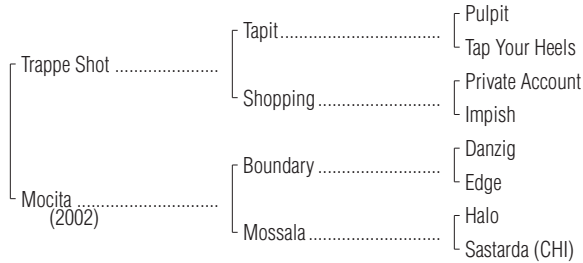 Pulpit
Tapit
Tap Your Heels
Trappe Shot
Private Account
Shopping
Impish
Danzig
Boundary
Edge
Mocita
(2002)
Halo
Mossala
Sastarda (CHI)